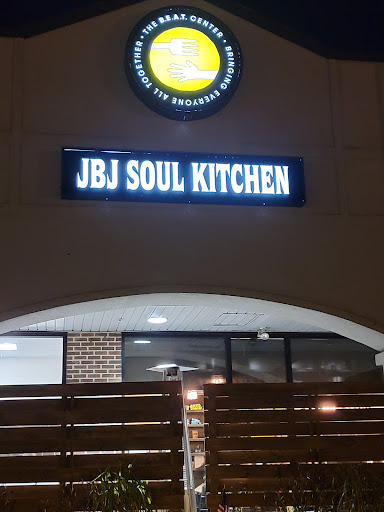 THE B.E.A.T. CENTER • BRINGING EVERYONE ALL TOGETHER •
JBJ SOUL KITCHEN